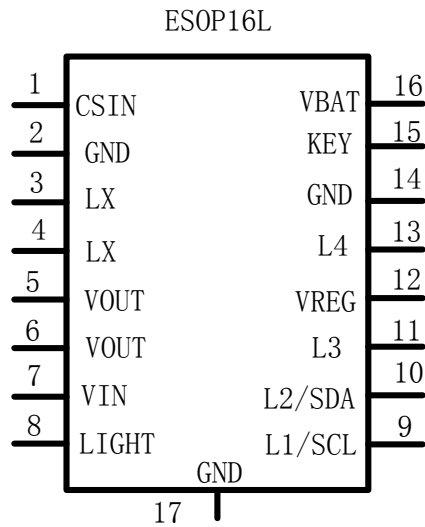 ESOP16L
1 CSIN VBAT 16
2 GND KEY 15
3 LX GND 14
4 LX L4 13
5 VOUT VREG 12
6 VOUT L3 11
7 VIN L2/SDA 10
8 LIGHT L1/SCL 9
GND
17